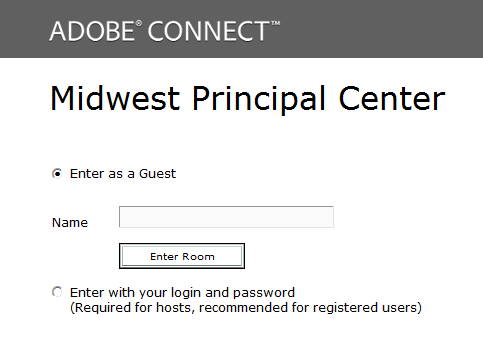 ADOBE® CONNECT™
Midwest Principal Center
Enter as a Guest
Name
Enter Room
Enter with your login and password
(Required for hosts, recommended for registered users)